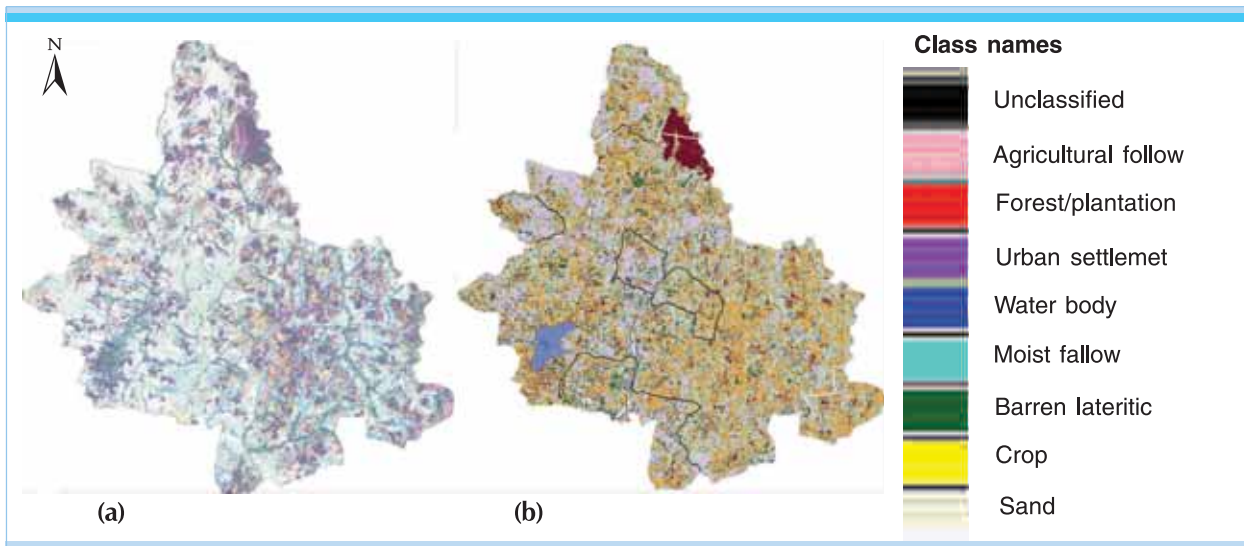 N
Class names
Unclassified
Agricultural follow
Forest/plantation
Urban settlemet
Water body
Moist fallow
Barren lateritic
Crop
Sand
(a)
(b)